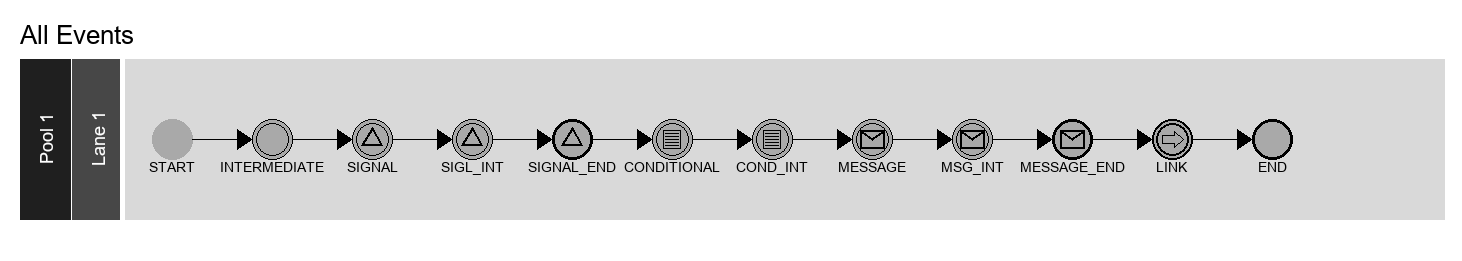 All Events
Pool 1
Lane 1
START
INTERMEDIATE
SIGNAL
SIGL_INT
SIGNAL_END
CONDITIONAL
COND_INT
MESSAGE
MSG_INT
MESSAGE_END
LINK
END